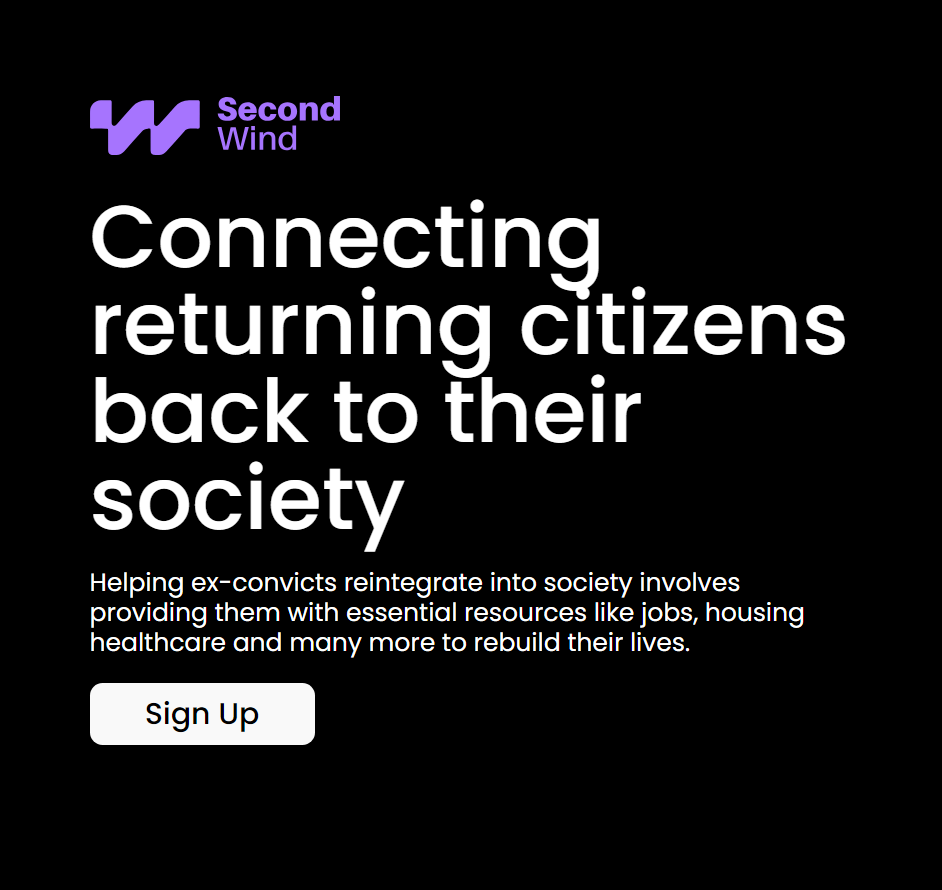 Second
Wind
Connecting
returning citizens
back to their
society
Helping ex-convicts reintegrate into society involves
providing them with essential resources like jobs, housing
healthcare and many more to rebuild their lives.
Sign Up